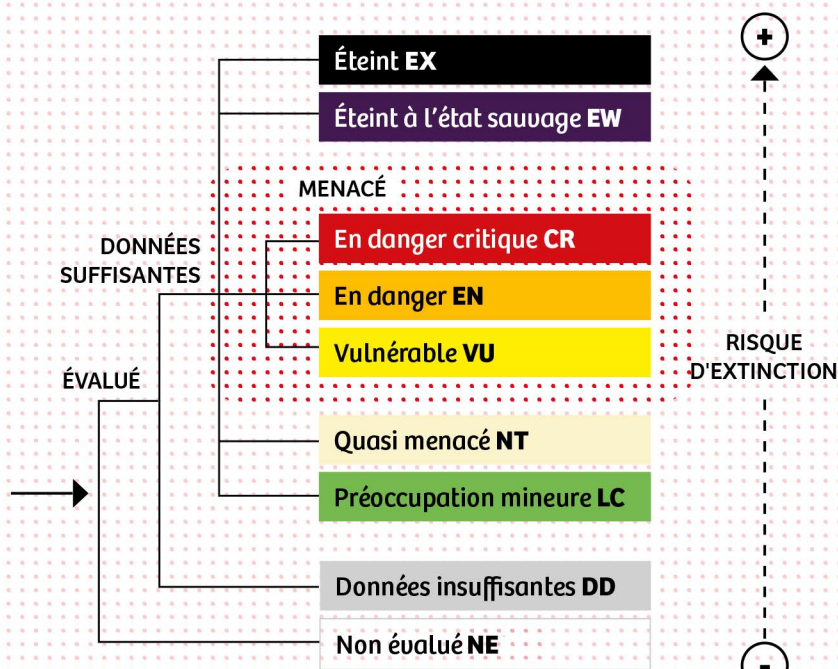 +
Éteint EX
Éteint à l'état sauvage EW
MENACÉ
DONNÉES
SUFFISANTES
En danger critique CR
En danger EN
Vulnérable VU
RISQUE
D'EXTINCTION
ÉVALUÉ
Quasi menacé NT
Préoccupation mineure LC
Données insuffisantes DD
Non évalué NE
-